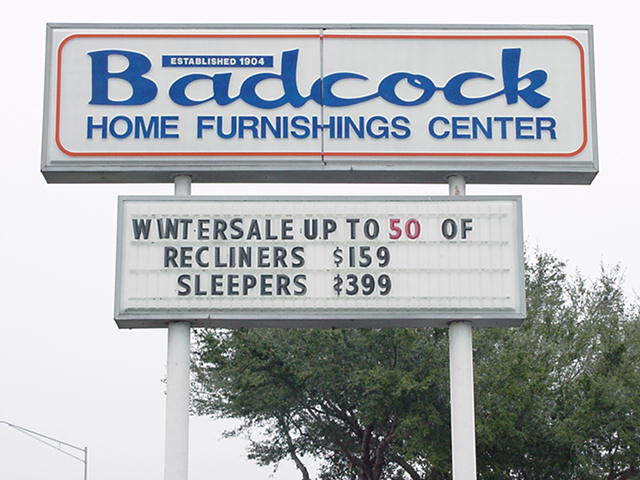 ESTABLISHED 1904
Badcock
HOME FURNISHINGS CENTER
WINTERSALE UP TO 50 OF
RECLINERS $159
SLEEPERS $399